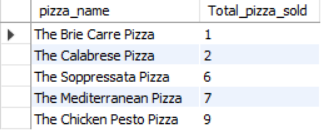 pizza_name Total_pizza_sold
The Brie Carre Pizza 1
The Calabrese Pizza 2
The Soppressata Pizza 6
The Mediterranean Pizza 7
The Chicken Pesto Pizza 9